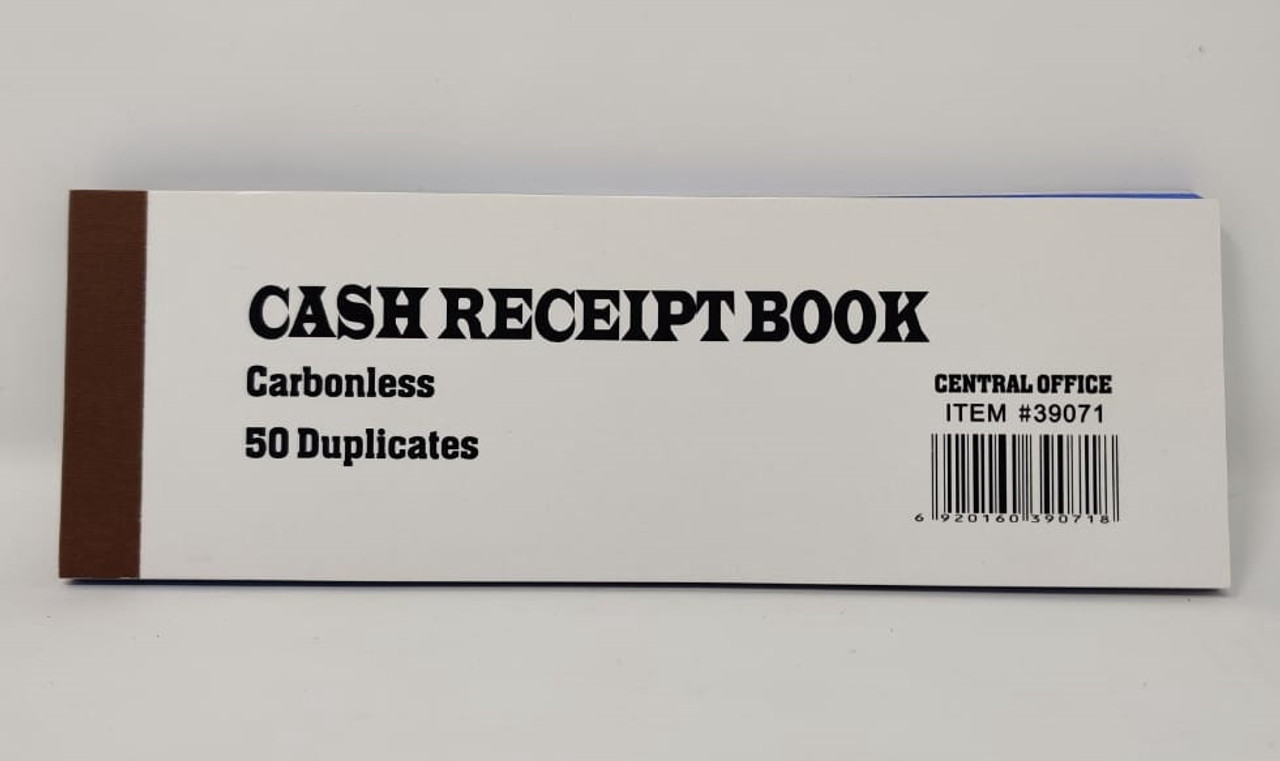 CASH RECEIPT BOOK
Carbonless
50 Duplicates
CENTRAL OFFICE
ITEM #39071
6 920160 390718